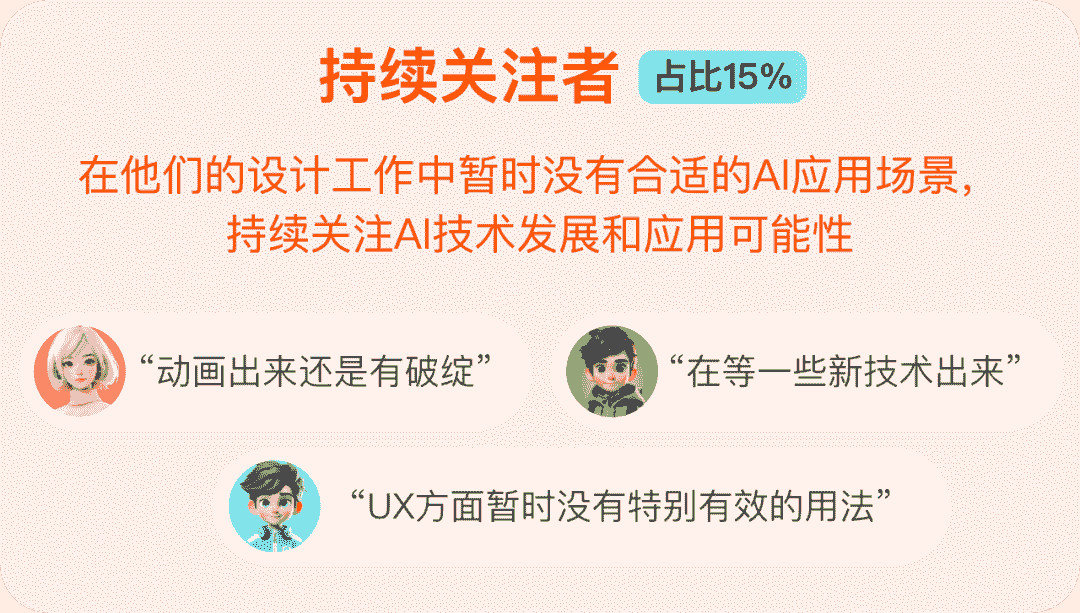 持续关注者 占比15%
在他们的设计工作中暂时没有合适的AI应用场景，
持续关注AI技术发展和应用可能性
“动画出来还是有破绽”
“在等一些新技术出来”
“UX方面暂时没有特别有效的用法”